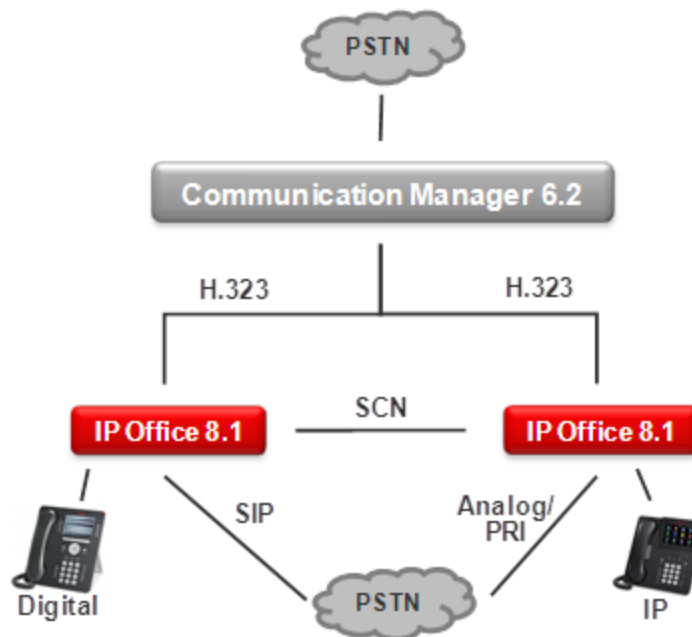 PSTN
Communication Manager 6.2
H.323
H.323
SCN
IP Office 8.1
IP Office 8.1
SIP
Analog/
PRI
PSTN
Digital
IP